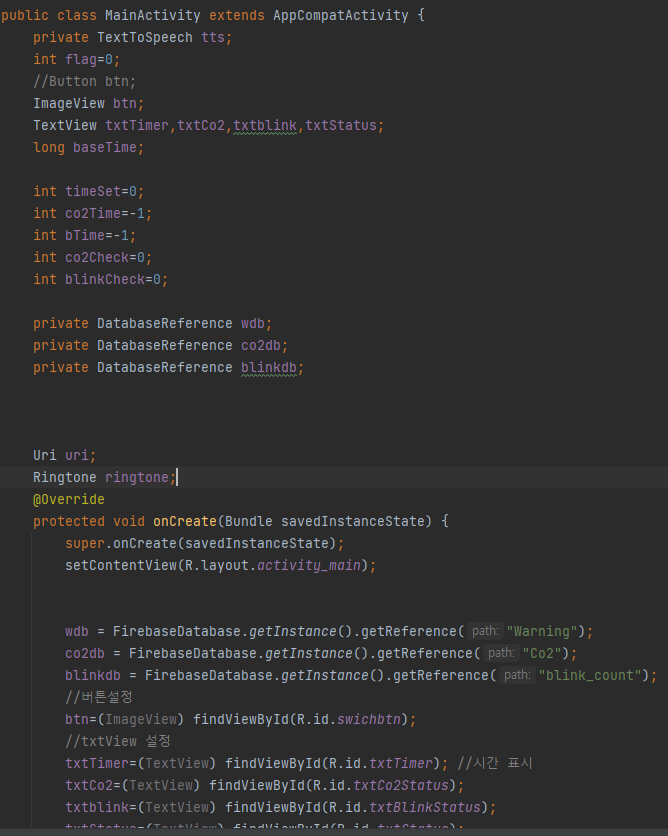 public class MainActivity extends AppCompatActivity {
private TextToSpeech tts;
int flag=0;
//Button btn;
ImageView btn;
TextView txtTimer,txtCo2,txtblink,txtStatus;
long baseTime;
int timeSet=0;
int co2Time=-1;
int bTime=-1;
int co2Check=0;
int blinkCheck=0;
private DatabaseReference wdb;
private DatabaseReference co2db;
private DatabaseReference blinkdb;
Uri uri;
Ringtone ringtone;
@Override
protected void onCreate(Bundle savedInstanceState) {
super.onCreate(savedInstanceState);
setContentView(R.layout.activity_main);
wdb = FirebaseDatabase.getInstance().getReference( path: "Warning");
co2db = FirebaseDatabase.getInstance().getReference( path: "Co2");
blinkdb = FirebaseDatabase.getInstance().getReference( path: "blink_count");
//버튼설정
btn=(ImageView) findViewById(R.id.swichbtn);
//txtView 설정
txtTimer=(TextView) findViewById(R.id.txtTimer); //시간 표시
txtCo2=(TextView) findViewById(R.id.txtCo2Status);
txtblink=(TextView) findViewById(R.id.txtBlinkStatus);
txtStatus=(TextView) findViewById(R.id.txtStatus);